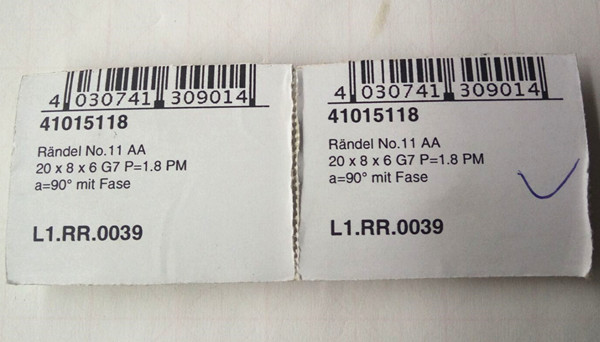 4 030741 309014
41015118
Rändel No.11 AA
20 x 8 x 6 G7 P=1.8 PM
a=90° mit Fase
L1.RR.0039
4 030741 309014
41015118
Rändel No.11 AA
20 x 8 x 6 G7 P=1.8 PM
a=90° mit Fase
L1.RR.0039